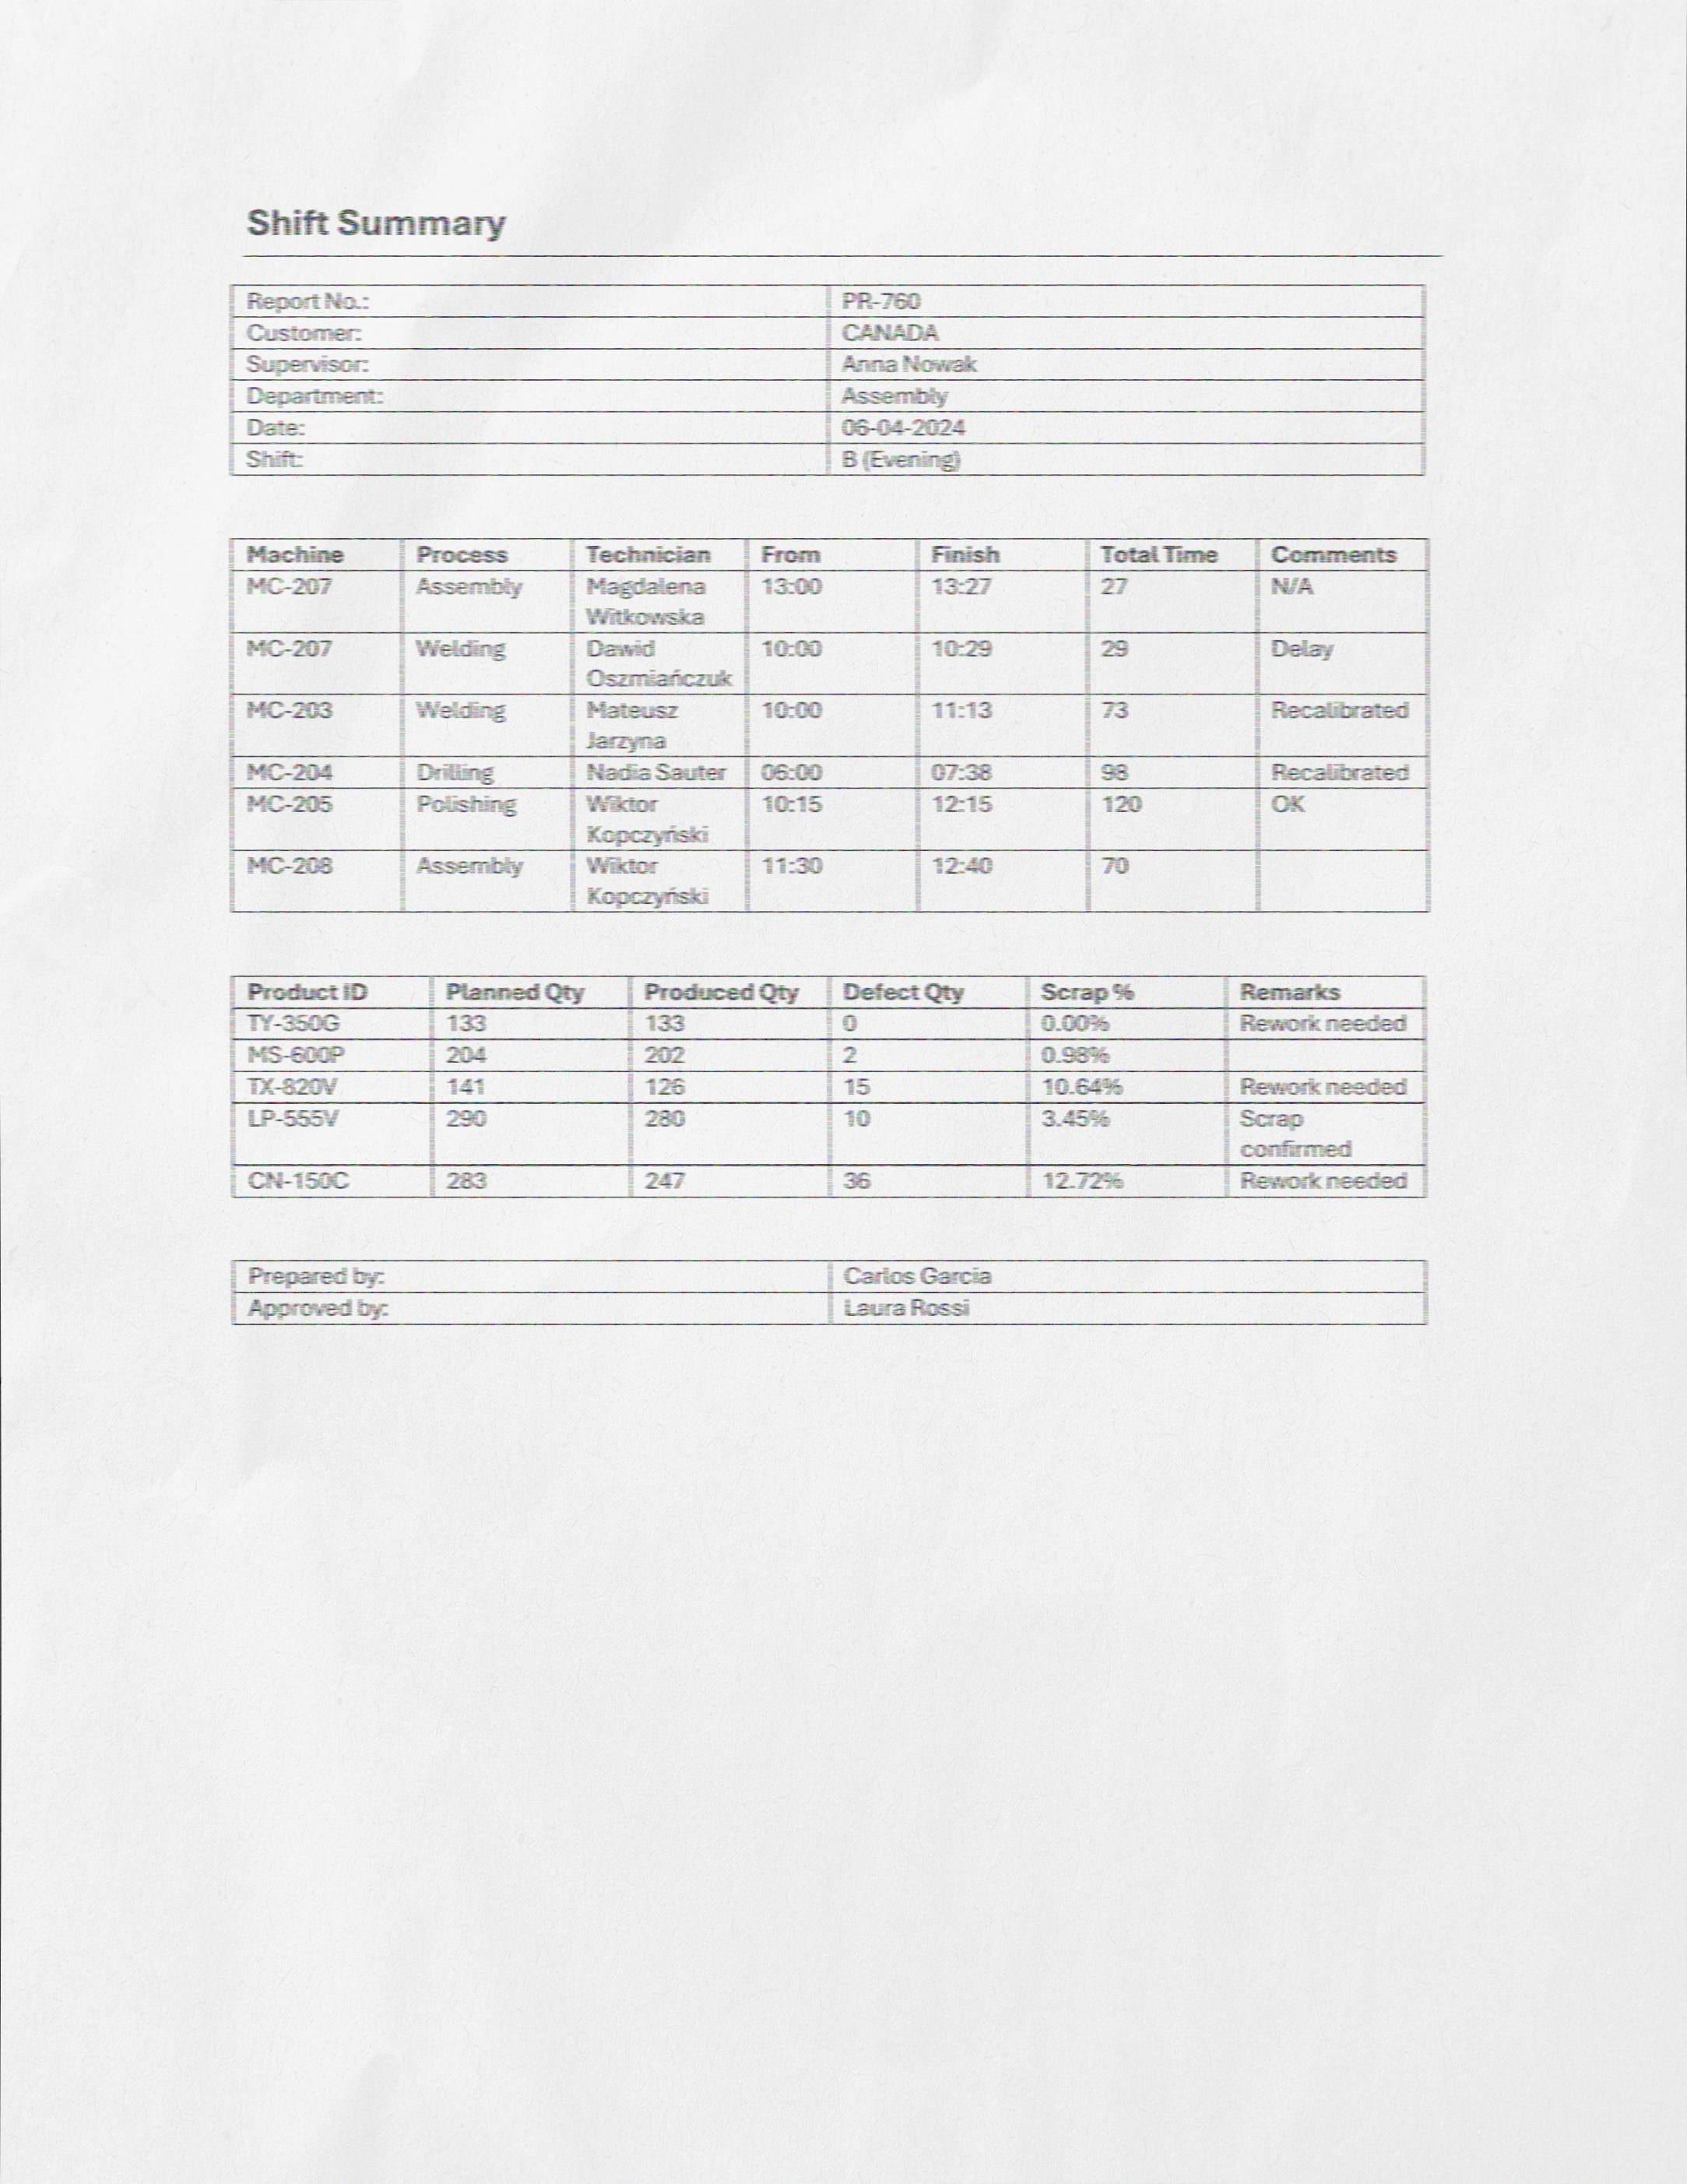 Shift Summary
Report No.: PR-760
Customer: CANADA
Supervisor: Anna Nowak
Department: Assembly
Date: 06-04-2024
Shift: B (Evening)
Machine Process Technician From Finish Total Time Comments
MC-207 Assembly Magdalena 13:00 13:27 27 N/A
Witkowska
MC-207 Welding Dawid 10:00 10:29 29 Delay
Oszmiańczuk
MC-203 Welding Mateusz 10:00 11:13 73 Recalibrated
Jarzyna
MC-204 Drilling Nadia Sauter 06:00 07:38 98 Recalibrated
MC-205 Polishing Wiktor 10:15 12:15 120 OK
Kopczyński
MC-208 Assembly Wiktor 11:30 12:40 70
Kopczyński
Product ID Planned Qty Produced Qty Defect Qty Scrap % Remarks
TY-350G 133 133 0 0.00% Rework needed
MS-600P 204 202 2 0.98%
TX-820V 141 126 15 10.64% Rework needed
LP-555V 290 280 10 3.45% Scrap
confirmed
CN-150C 283 247 36 12.72% Rework needed
Prepared by: Carlos Garcia
Approved by: Laura Rossi